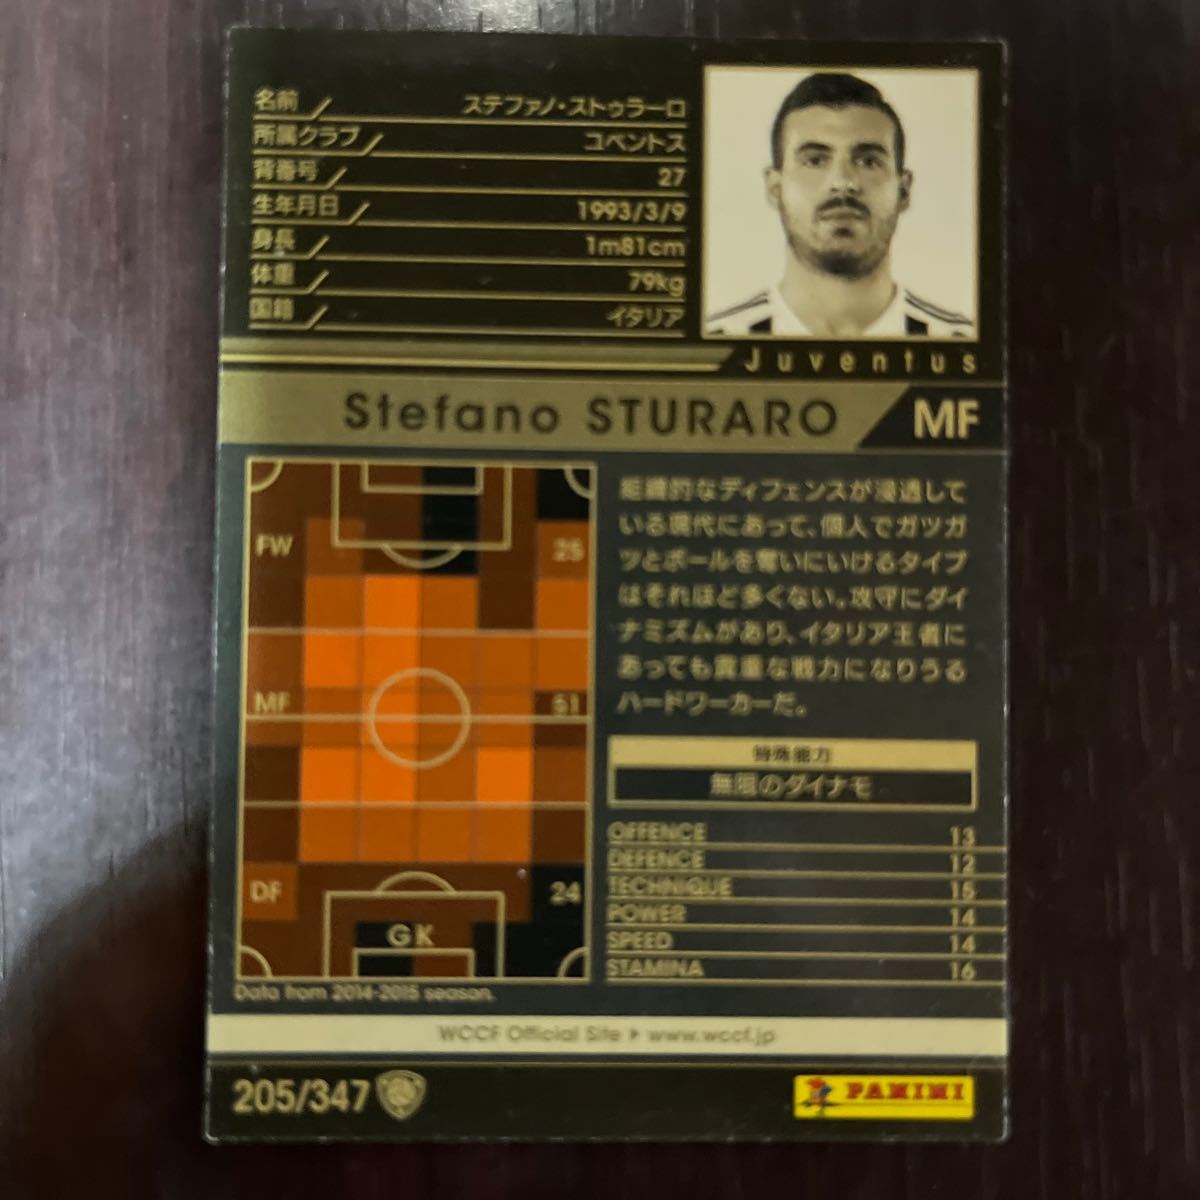 名前 ステファノ・ストゥラーロ
所属クラブ ユベントス
背番号 27
生年月日 1993/3/9
身長 1m81cm
体重 79kg
国籍 イタリア
Juventus
Stefano STURARO MF
FW 25
MF 51
DF 24
GK
Data from 2014-2015 season.
組織的なディフェンスが浸透して
いる現代にあって、個人でガツガ
ツとボールを奪いにいけるタイプ
はそれほど多くない。攻守にダイ
ナミズムがあり、イタリア王者に
あっても貴重な戦力になりうる
ハードワーカーだ。
特殊能力
無限のダイナモ
OFFENCE 13
DEFENCE 12
TECHNIQUE 15
POWER 14
SPEED 14
STAMINA 16
WCCF Official Site ▶ www.wccf.jp
205/347
PANINI